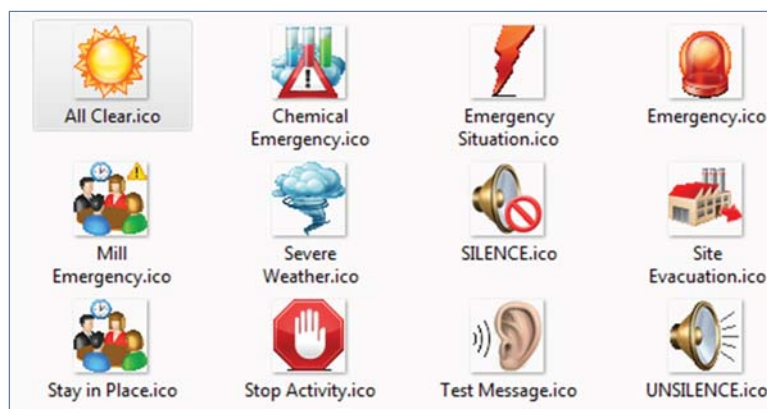 All Clear.ico
Chemical
Emergency.ico
Emergency
Situation.ico
Emergency.ico
Mill
Emergency.ico
Severe
Weather.ico
SILENCE.ico
Site
Evacuation.ico
Stay in Place.ico
Stop Activity.ico
Test Message.ico
UNSILENCE.ico